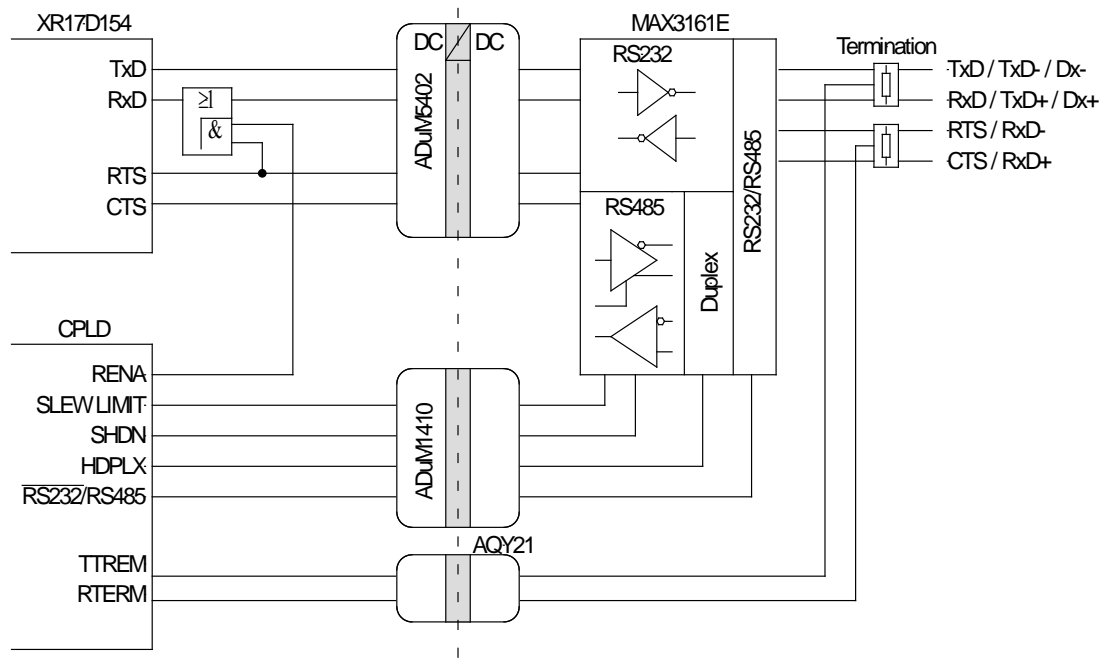 XR17D154
MAX3161E
DC DC
RS232
Termination
TxD
RxD
≥1
&
RTS
CTS
ADuM5402
TxD / TxD- / Dx-
RxD / TxD+ / Dx+
RTS / RxD-
CTS / RxD+
RS485
Duplex
RS232/RS485
CPLD
RENA
SLEW LIMIT
SHDN
HDPLX
RS232/RS485
ADuM1410
AQY21
TTREM
RTERM